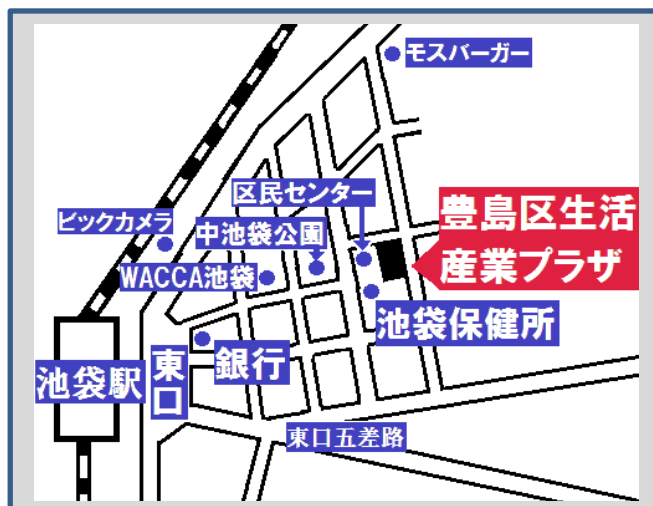 モスバーガー
区民センター
豊島区生活
産業プラザ
ビックカメラ
中池袋公園
WACCA池袋
池袋保健所
池袋駅
東口
銀行
東口五差路